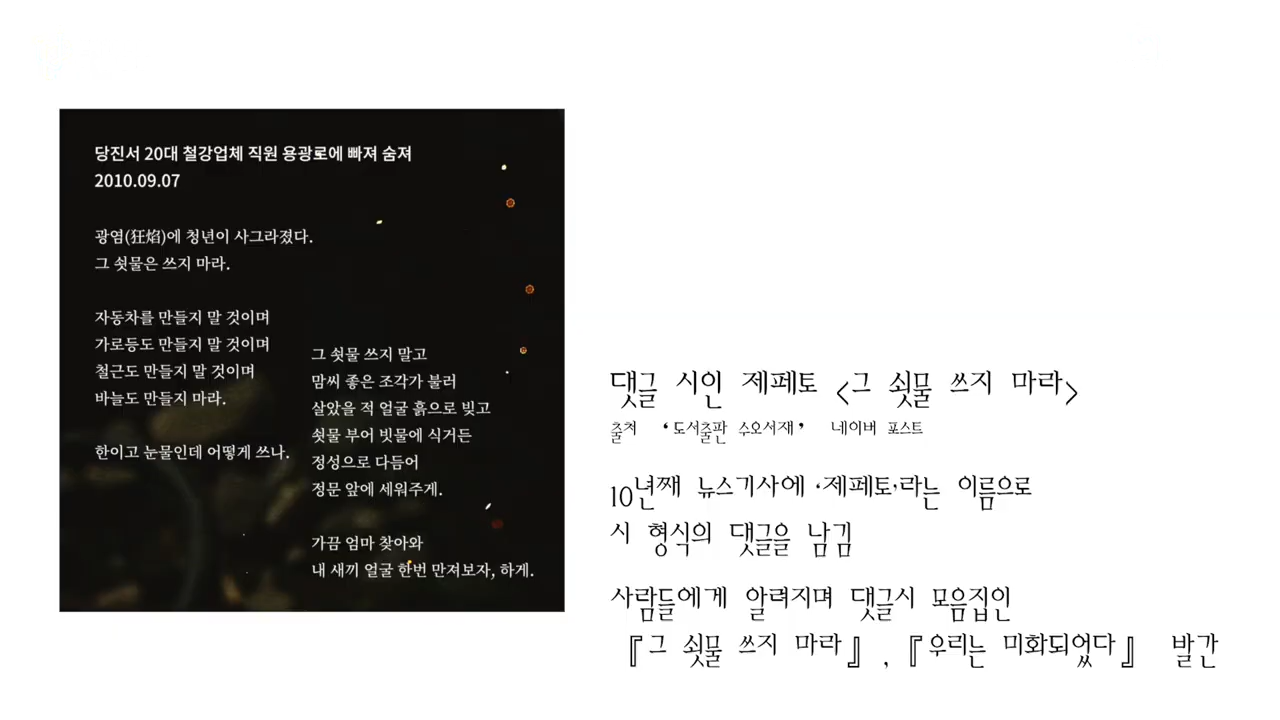 당진서 20대 철강업체 직원 용광로에 빠져 숨져
2010.09.07
광염(狂焰)에 청년이 사그라졌다.
그 쇳물은 쓰지 마라.
자동차를 만들지 말 것이며
가로등도 만들지 말 것이며
철근도 만들지 말 것이며
바늘도 만들지 마라.
한이고 눈물인데 어떻게 쓰나.
그 쇳물 쓰지 말고
맘씨 좋은 조각가 불러
살았을 적 얼굴 흙으로 빚고
쇳물 부어 빗물에 식거든
정성으로 다듬어
정문 앞에 세워주게.
가끔 엄마 찾아와
내 새끼 얼굴 한번 만져보자, 하게.
댓글 시인 제페토 <그 쇳물 쓰지 마라>
출처 '도서출판 수오서재' 네이버 포스트
10년째 뉴스기사에 '제페토'라는 이름으로
시 형식의 댓글을 남김
사람들에게 알려지며 댓글시 모음집인
『그 쇳물 쓰지 마라』, 『우리는 미화되었다』 발간